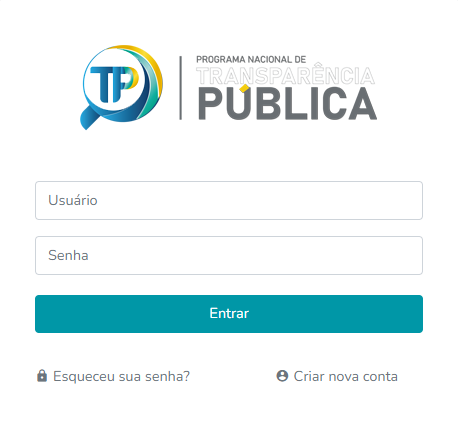 TP
PROGRAMA NACIONAL DE
TRANSPARÊNCIA
PÚBLICA
Usuário
Senha
Entrar
Esqueceu sua senha?
Criar nova conta